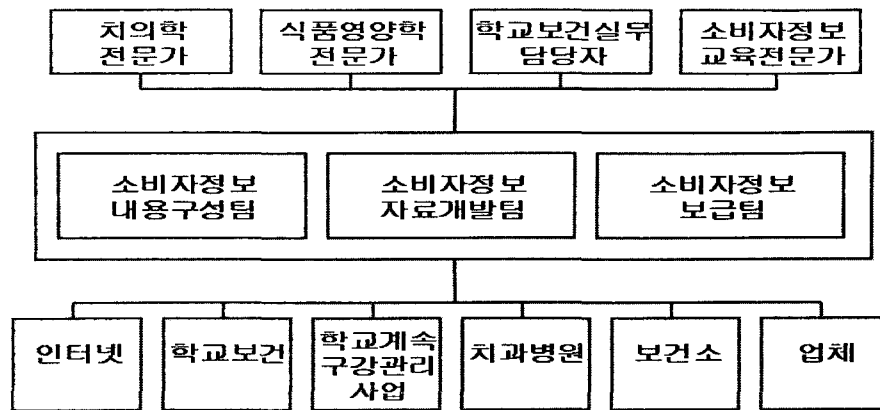 치의학
전문가
식품영양학
전문가
학교보건실무
담당자
소비자정보
교육전문가
소비자정보
내용구성팀
소비자정보
자료개발팀
소비자정보
보급팀
인터넷
학교보건
학교계속
구강관리
사업
치과병원
보건소
업체